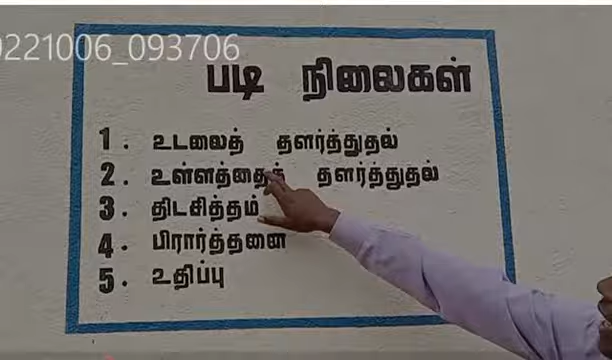 0221006_093706
படி நிலைகள்
1. உடலைத் தளர்த்துதல்
2. உள்ளத்தைத் தளர்த்துதல்
3. திடசித்தம்
4. பிரார்த்தனை
5. உதிப்பு